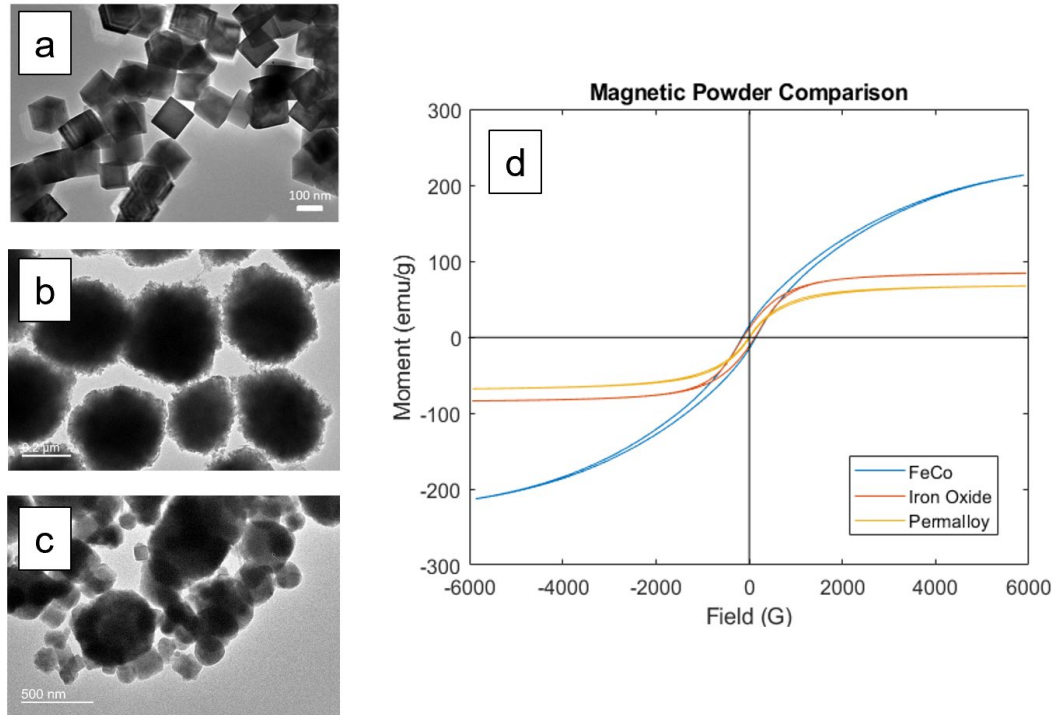 a
100 nm
b
0.2 µm
c
500 nm
Magnetic Powder Comparison
d
300
200
100
0
-100
-200
-300
Moment (emu/g)
-6000 -4000 -2000 0 2000 4000 6000
Field (G)
FeCo
Iron Oxide
Permalloy